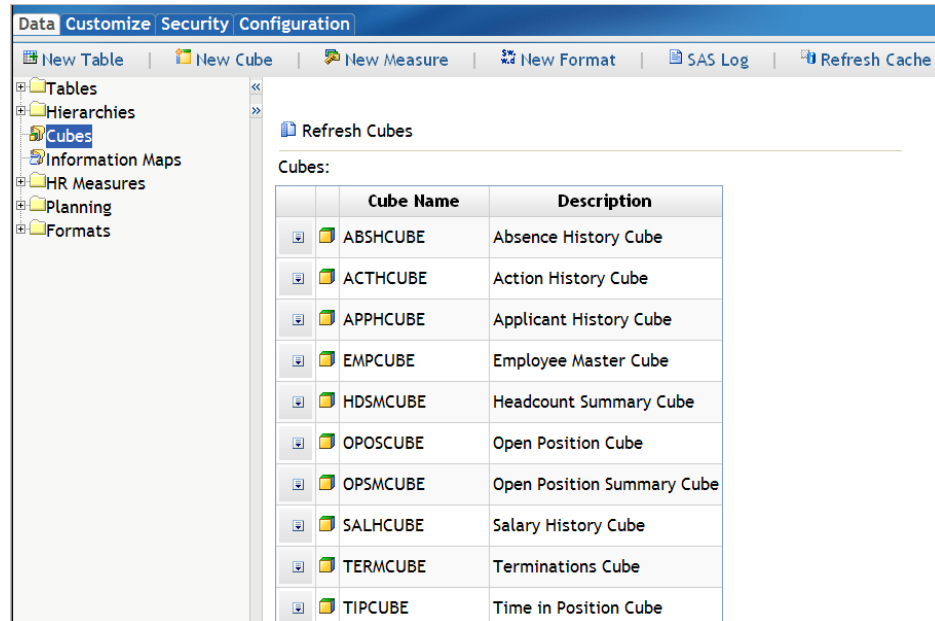 Data Customize Security Configuration
New Table | New Cube | New Measure | New Format | SAS Log | Refresh Cache
Tables
Hierarchies
Cubes
Information Maps
HR Measures
Planning
Formats
Refresh Cubes
Cubes:
Cube Name Description
ABSHCUBE Absence History Cube
ACTHCUBE Action History Cube
APPHCUBE Applicant History Cube
EMPCUBE Employee Master Cube
HDSMCUBE Headcount Summary Cube
OPOSCUBE Open Position Cube
OPSMCUBE Open Position Summary Cube
SALHCUBE Salary History Cube
TERMCUBE Terminations Cube
TIPCUBE Time in Position Cube